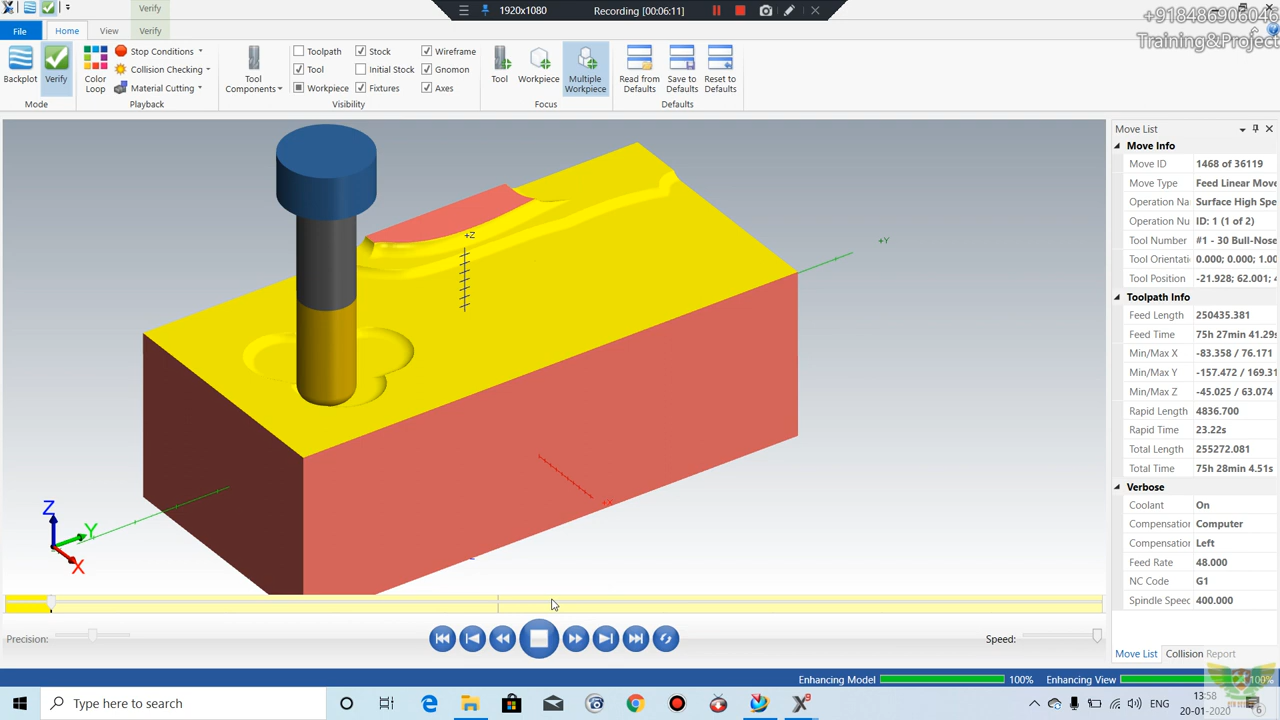 1920x1080
Recording [00:06:11]
+918486906046
Training&Project
Verify
File
Home
View
Verify
Backplot
Verify
Mode
Color Loop
Stop Conditions
Collision Checking
Material Cutting
Playback
Tool Components
Toolpath
Stock
Wireframe
Tool
Initial Stock
Gnomon
Workpiece
Fixtures
Axes
Visibility
Tool
Workpiece
Multiple Workpiece
Focus
Read from Defaults
Save to Defaults
Reset to Defaults
Defaults
+Z
+Y
+X
Z
Y
X
Move List
Move Info
Move ID 1468 of 36119
Move Type Feed Linear Move
Operation Na Surface High Spe
Operation Nu ID: 1 (1 of 2)
Tool Number #1 - 30 Bull-Nose
Tool Orientati 0.000; 0.000; 1.00
Tool Position -21.928; 62.001; 4
Toolpath Info
Feed Length 250435.381
Feed Time 75h 27min 41.29s
Min/Max X -83.358 / 76.171
Min/Max Y -157.472 / 169.31
Min/Max Z -45.025 / 63.074
Rapid Length 4836.700
Rapid Time 23.22s
Total Length 255272.081
Total Time 75h 28min 4.51s
Verbose
Coolant On
Compensation Computer
Compensation Left
Feed Rate 48.000
NC Code G1
Spindle Speed 400.000
Move List
Collision Report
Precision:
Speed:
Enhancing Model 100%
Enhancing View 100%
Type here to search
ENG
13:58
20-01-2020
6